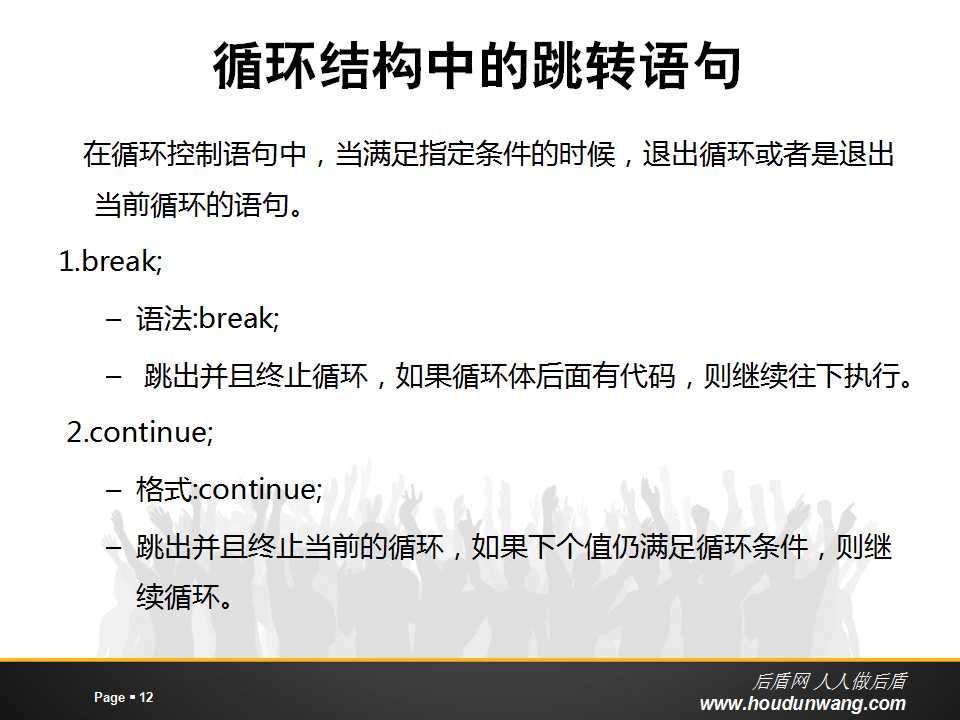 循环结构中的跳转语句
在循环控制语句中，当满足指定条件的时候，退出循环或者是退出
当前循环的语句。
1.break;
– 语法:break;
– 跳出并且终止循环，如果循环体后面有代码，则继续往下执行。
2.continue;
– 格式:continue;
– 跳出并且终止当前的循环，如果下个值仍满足循环条件，则继
续循环。
Page ▪ 12
后盾网 人人做后盾
www.houdunwang.com